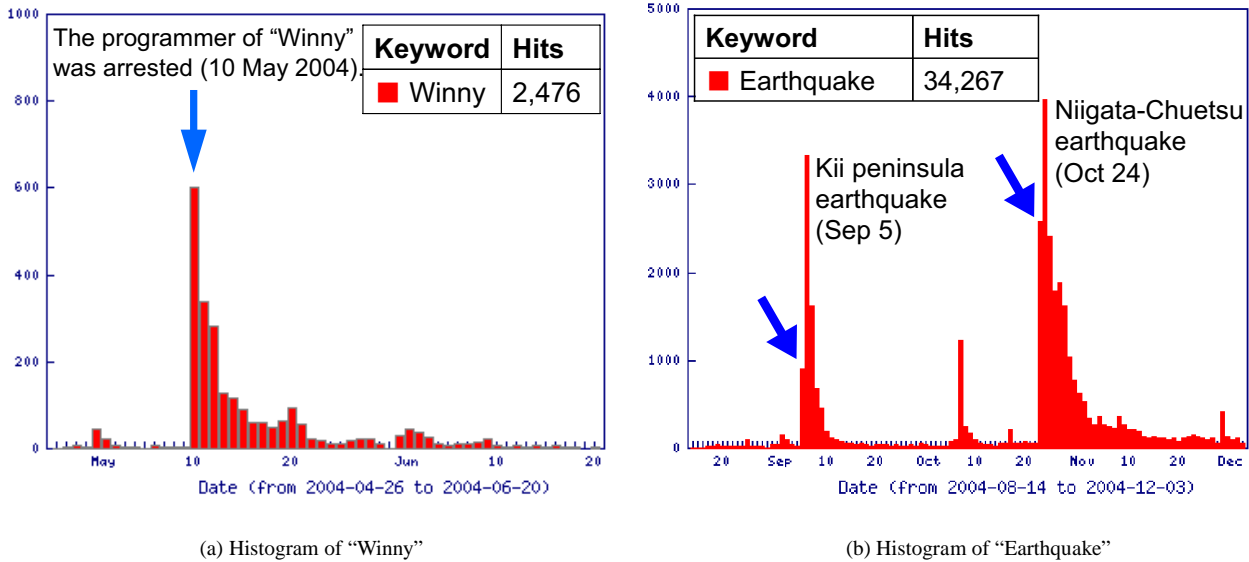 1000
800
600
400
200
0
The programmer of “Winny”
was arrested (10 May 2004).
Keyword Hits
Winny 2,476
May 10 20 Jun 10 20
Date (from 2004-04-26 to 2004-06-20)
(a) Histogram of “Winny”
5000
4000
3000
2000
1000
0
Keyword Hits
Earthquake 34,267
Kii peninsula
earthquake
(Sep 5)
Niigata-Chuetsu
earthquake
(Oct 24)
20 Sep 10 20 Oct 10 20 Nov 10 20 Dec
Date (from 2004-08-14 to 2004-12-03)
(b) Histogram of “Earthquake”